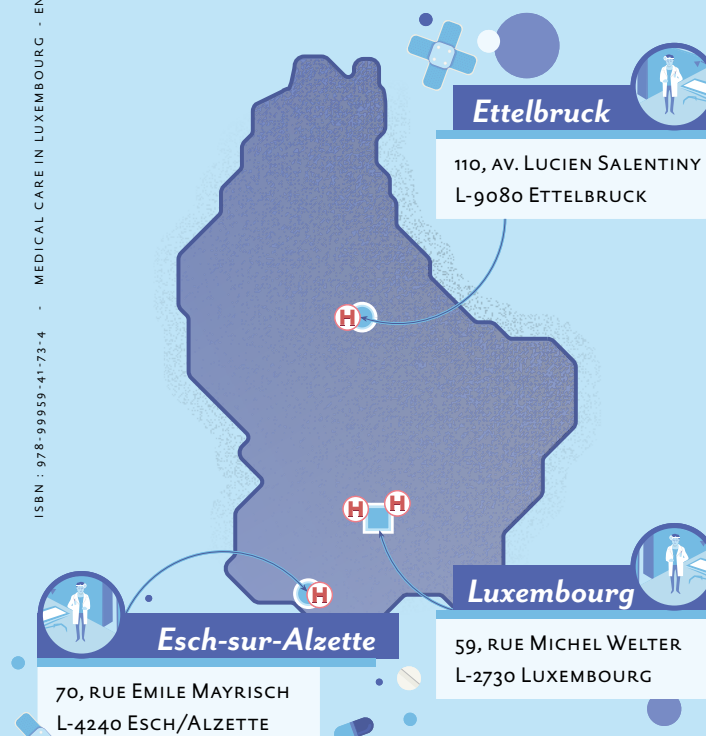 ISBN : 978-99959-41-73-4 - MEDICAL CARE IN LUXEMBOURG - EN
Ettelbruck
110, av. Lucien Salentiny
L-9080 Ettelbruck
H
H H
H
Luxembourg
59, rue Michel Welter
L-2730 Luxembourg
Esch-sur-Alzette
70, rue Emile Mayrisch
L-4240 Esch/Alzette